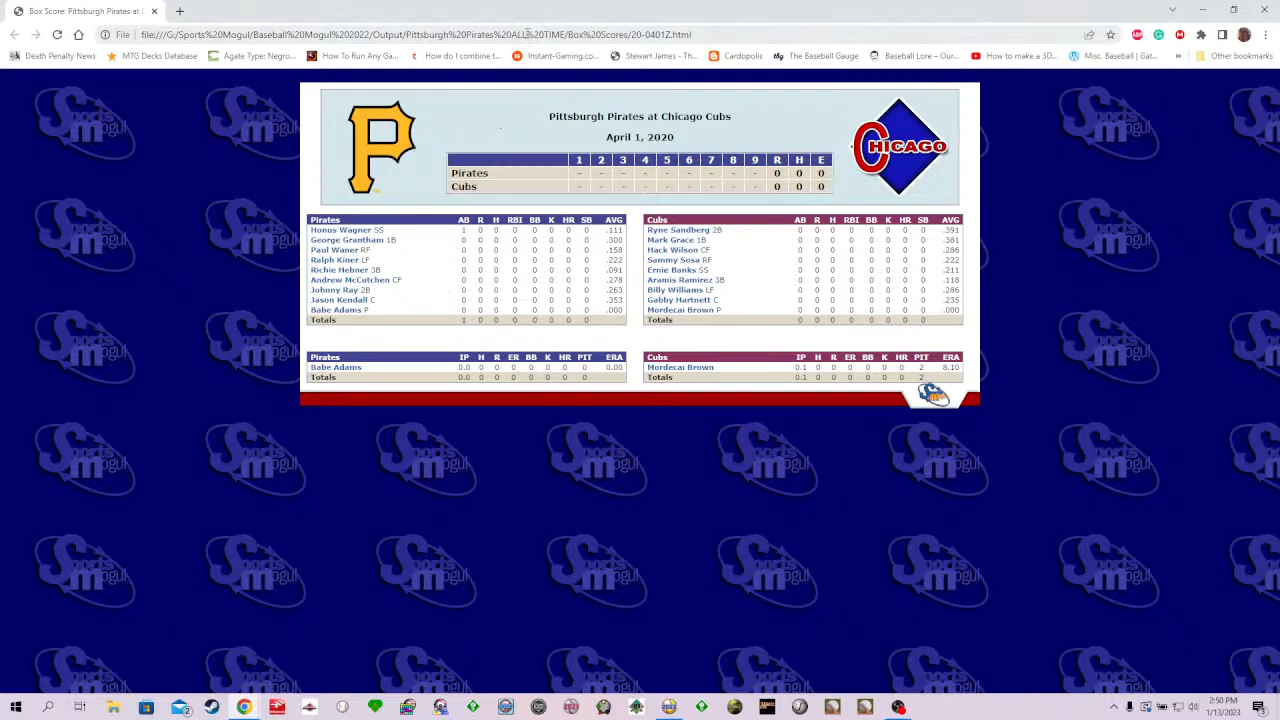 Box Score: Pittsburgh Pirates at C
File | file:///G:/Sports%20Mogul/Baseball%20Mogul%202022/Output/Pittsburgh%20Pirates%20ALL%20TIME/Box%20Scores/20-0401Z.html
Death Penalty News MTG Decks Database Agate Type: Negro... How To Run Any Ga... How do I combine t... Instant-Gaming.co... Stewart James - Th... Cardopolis The Baseball Gauge Baseball Lore – Our... How to make a 3D... Misc. Baseball | Gat... » Other bookmarks
Pittsburgh Pirates at Chicago Cubs
April 1, 2020
CHICAGO
1 2 3 4 5 6 7 8 9 R H E
Pirates - - - - - - - - - 0 0 0
Cubs - - - - - - - - - 0 0 0
Pirates AB R H RBI BB K HR SB AVG
Honus Wagner SS 1 0 0 0 0 0 0 0 .111
George Grantham 1B 0 0 0 0 0 0 0 0 .300
Paul Waner RF 0 0 0 0 0 0 0 0 .158
Ralph Kiner LF 0 0 0 0 0 0 0 0 .222
Richie Hebner 3B 0 0 0 0 0 0 0 0 .091
Andrew McCutchen CF 0 0 0 0 0 0 0 0 .278
Johnny Ray 2B 0 0 0 0 0 0 0 0 .263
Jason Kendall C 0 0 0 0 0 0 0 0 .353
Babe Adams P 0 0 0 0 0 0 0 0 .000
Totals 1 0 0 0 0 0 0 0
Cubs AB R H RBI BB K HR SB AVG
Ryne Sandberg 2B 0 0 0 0 0 0 0 0 .391
Mark Grace 1B 0 0 0 0 0 0 0 0 .381
Hack Wilson CF 0 0 0 0 0 0 0 0 .286
Sammy Sosa RF 0 0 0 0 0 0 0 0 .222
Ernie Banks SS 0 0 0 0 0 0 0 0 .211
Aramis Ramirez 3B 0 0 0 0 0 0 0 0 .118
Billy Williams LF 0 0 0 0 0 0 0 0 .286
Gabby Hartnett C 0 0 0 0 0 0 0 0 .235
Mordecai Brown P 0 0 0 0 0 0 0 0 .000
Totals 0 0 0 0 0 0 0 0
Pirates IP H R ER BB K HR PIT ERA
Babe Adams 0.0 0 0 0 0 0 0 0 0.00
Totals 0.0 0 0 0 0 0 0 0
Cubs IP H R ER BB K HR PIT ERA
Mordecai Brown 0.1 0 0 0 0 0 0 2 8.10
Totals 0.1 0 0 0 0 0 0 2
Sports Mogul
2:50 PM
1/13/2023